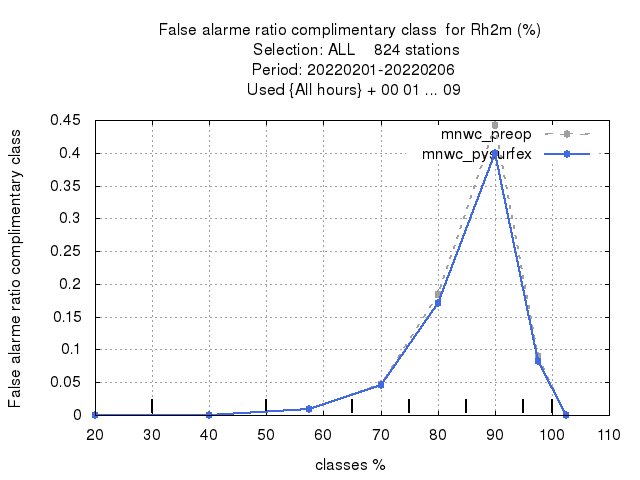 False alarme ratio complimentary class  for Rh2m (%)
Selection: ALL    824 stations
Period: 20220201-20220206
Used {All hours} + 00 01 ... 09
False alarme ratio complimentary class
0.45
0.4
0.35
0.3
0.25
0.2
0.15
0.1
0.05
0
mnwc_preop
mnwc_pysurfex
20 30 40 50 60 70 80 90 100 110
classes %